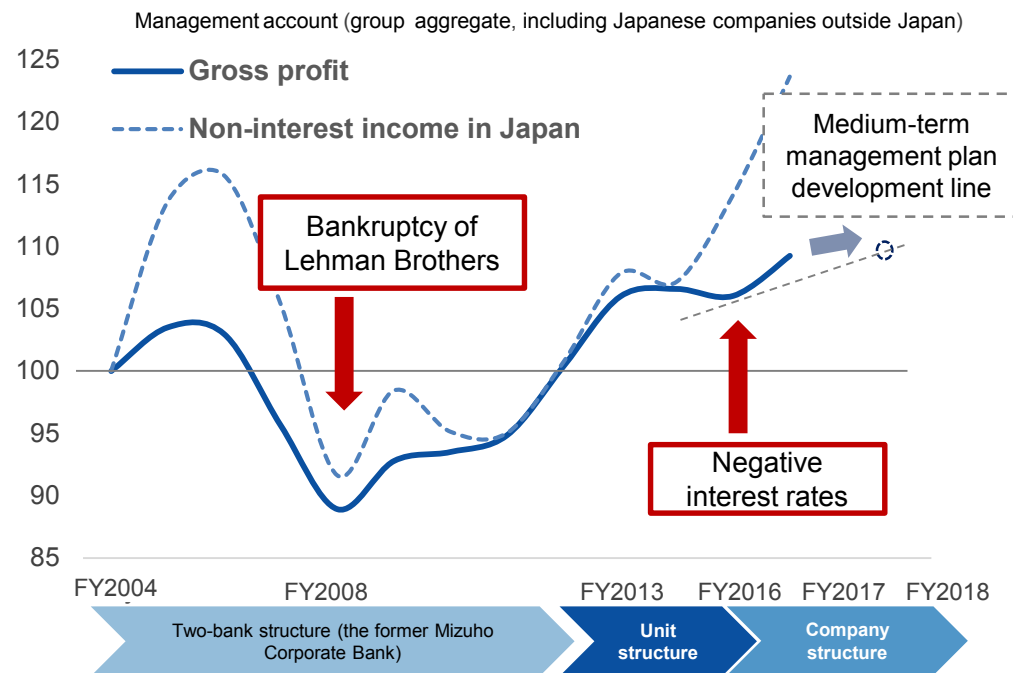 Management account (group aggregate, including Japanese companies outside Japan)
125
120
115
110
105
100
95
90
85
Gross profit
Non-interest income in Japan
Medium-term
management plan
development line
Bankruptcy of
Lehman Brothers
Negative
interest rates
FY2004
FY2008
FY2013
FY2016
FY2017
FY2018
Two-bank structure (the former Mizuho
Corporate Bank)
Unit
structure
Company
structure